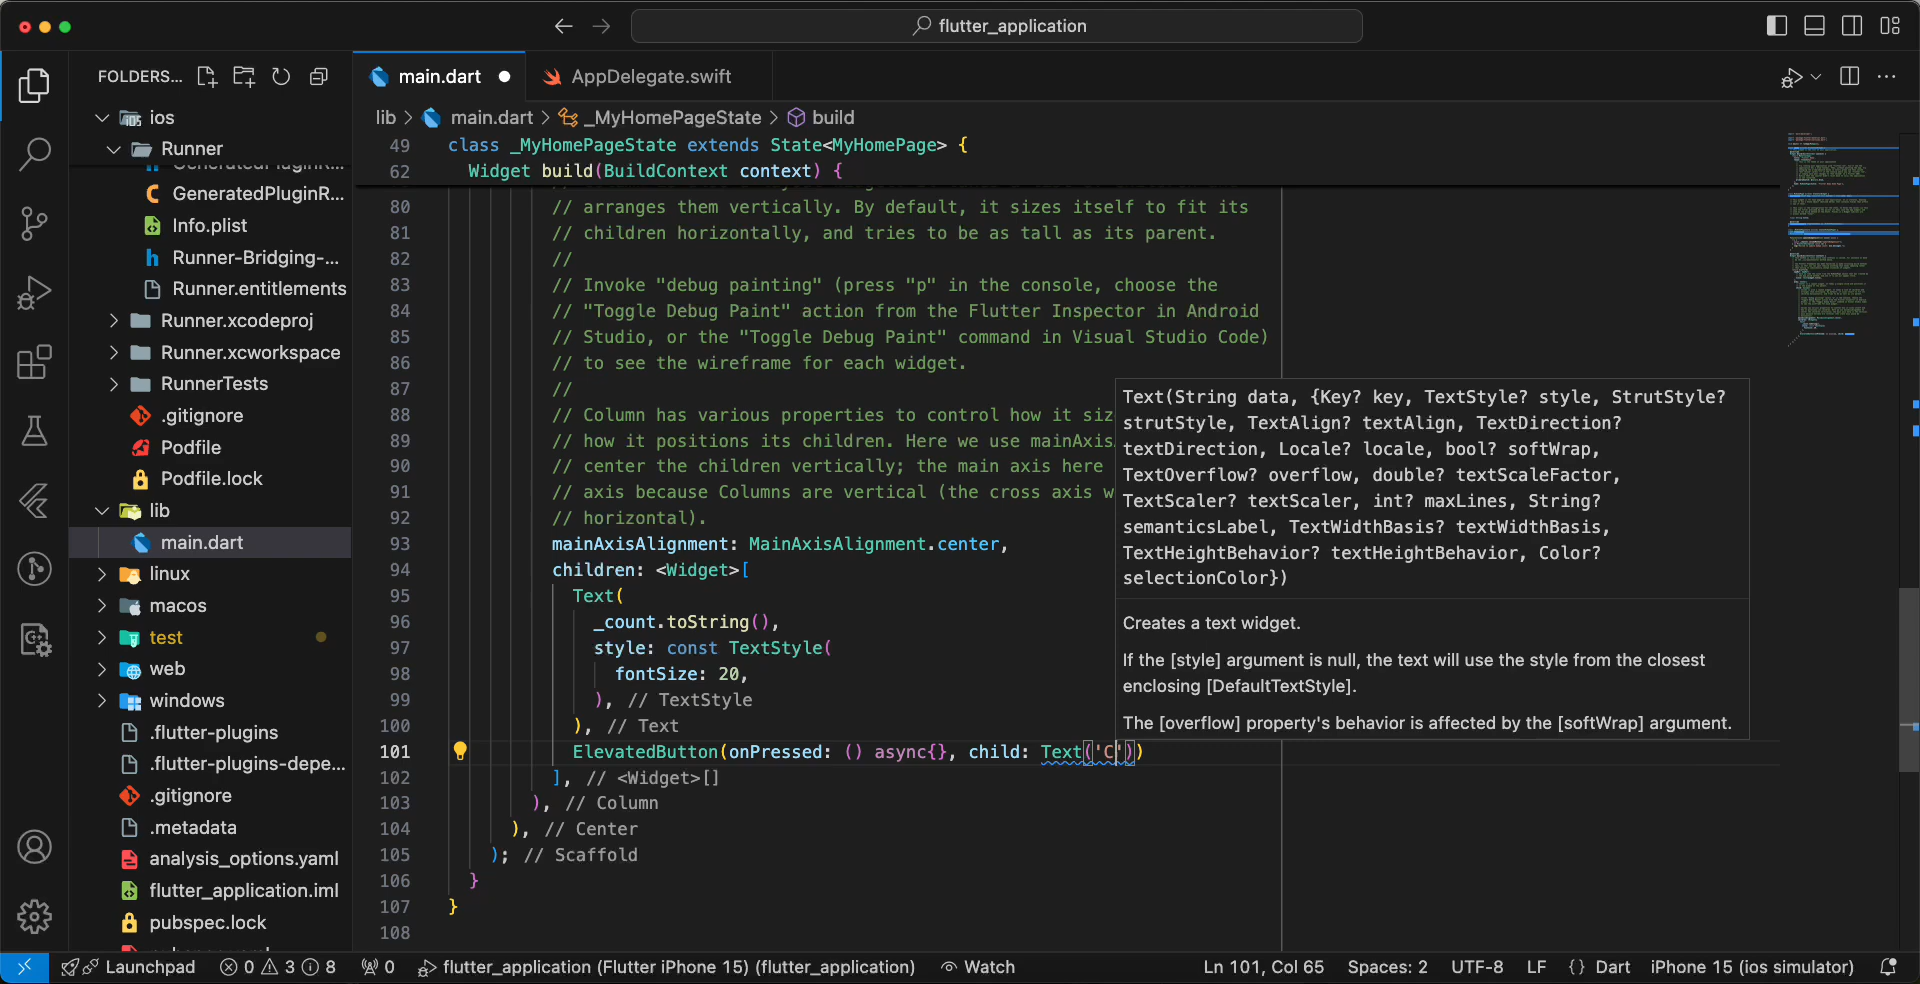 flutter_application
FOLDERS...
main.dart
AppDelegate.swift
lib > main.dart > _MyHomePageState > build
ios
Runner
GeneratedPluginR...
Info.plist
Runner-Bridging-...
Runner.entitlements
Runner.xcodeproj
Runner.xcworkspace
RunnerTests
.gitignore
Podfile
Podfile.lock
lib
main.dart
linux
macos
test
web
windows
.flutter-plugins
.flutter-plugins-depe...
.gitignore
.metadata
analysis_options.yaml
flutter_application.iml
pubspec.lock
49 class _MyHomePageState extends State<MyHomePage> {
62 Widget build(BuildContext context) {
80 // arranges them vertically. By default, it sizes itself to fit its
81 // children horizontally, and tries to be as tall as its parent.
82 //
83 // Invoke "debug painting" (press "p" in the console, choose the
84 // "Toggle Debug Paint" action from the Flutter Inspector in Android
85 // Studio, or the "Toggle Debug Paint" command in Visual Studio Code)
86 // to see the wireframe for each widget.
87 //
88 // Column has various properties to control how it siz
89 // how it positions its children. Here we use mainAxis
90 // center the children vertically; the main axis here
91 // axis because Columns are vertical (the cross axis w
92 // horizontal).
93 mainAxisAlignment: MainAxisAlignment.center,
94 children: <Widget>[
95 Text(
96 _count.toString(),
97 style: const TextStyle(
98 fontSize: 20,
99 ), // TextStyle
100 ), // Text
101 ElevatedButton(onPressed: () async{}, child: Text('C'))
102 ], // <Widget>[]
103 ), // Column
104 ), // Center
105 ); // Scaffold
106 }
107 }
108
Text(String data, {Key? key, TextStyle? style, StrutStyle?
strutStyle, TextAlign? textAlign, TextDirection?
textDirection, Locale? locale, bool? softWrap,
TextOverflow? overflow, double? textScaleFactor,
TextScaler? textScaler, int? maxLines, String?
semanticsLabel, TextWidthBasis? textWidthBasis,
TextHeightBehavior? textHeightBehavior, Color?
selectionColor})
Creates a text widget.
If the [style] argument is null, the text will use the style from the closest
enclosing [DefaultTextStyle].
The [overflow] property's behavior is affected by the [softWrap] argument.
Launchpad 0 3 8 0 flutter_application (Flutter iPhone 15) (flutter_application) Watch Ln 101, Col 65 Spaces: 2 UTF-8 LF {} Dart iPhone 15 (ios simulator)